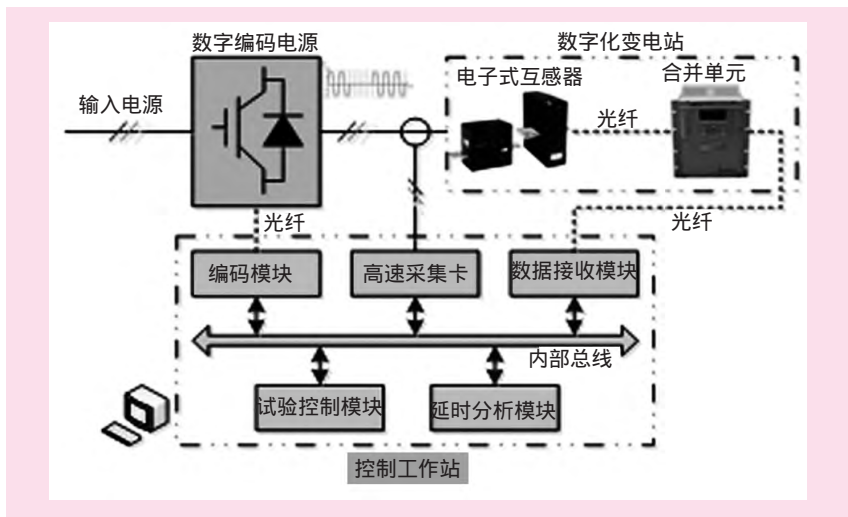 数字编码电源
数字化变电站
电子式互感器
合并单元
输入电源
光纤
光纤
光纤
编码模块
高速采集卡
数据接收模块
内部总线
试验控制模块
延时分析模块
控制工作站